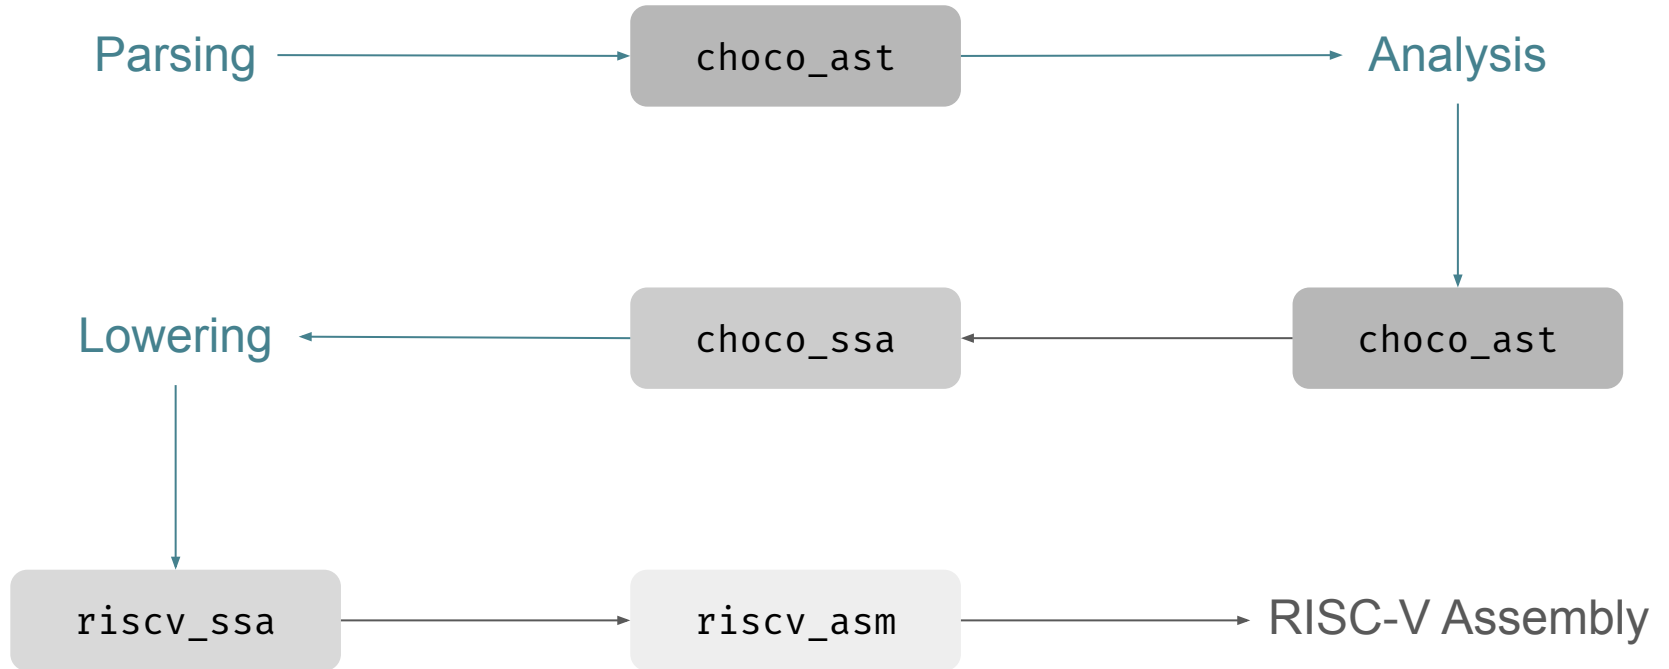 Parsing
choco_ast
Analysis
Lowering
choco_ssa
choco_ast
riscv_ssa
riscv_asm
RISC-V Assembly